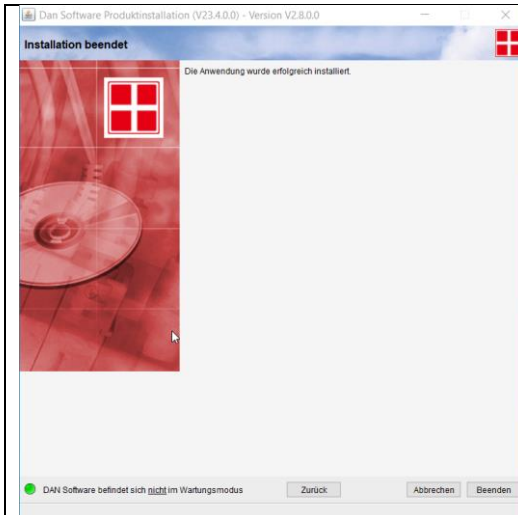 Dan Software Produktinstallation (V23.4.0.0) - Version V2.8.0.0
Installation beendet
Die Anwendung wurde erfolgreich installiert.
DAN Software befindet sich nicht im Wartungsmodus
Zurück
Abbrechen
Beenden